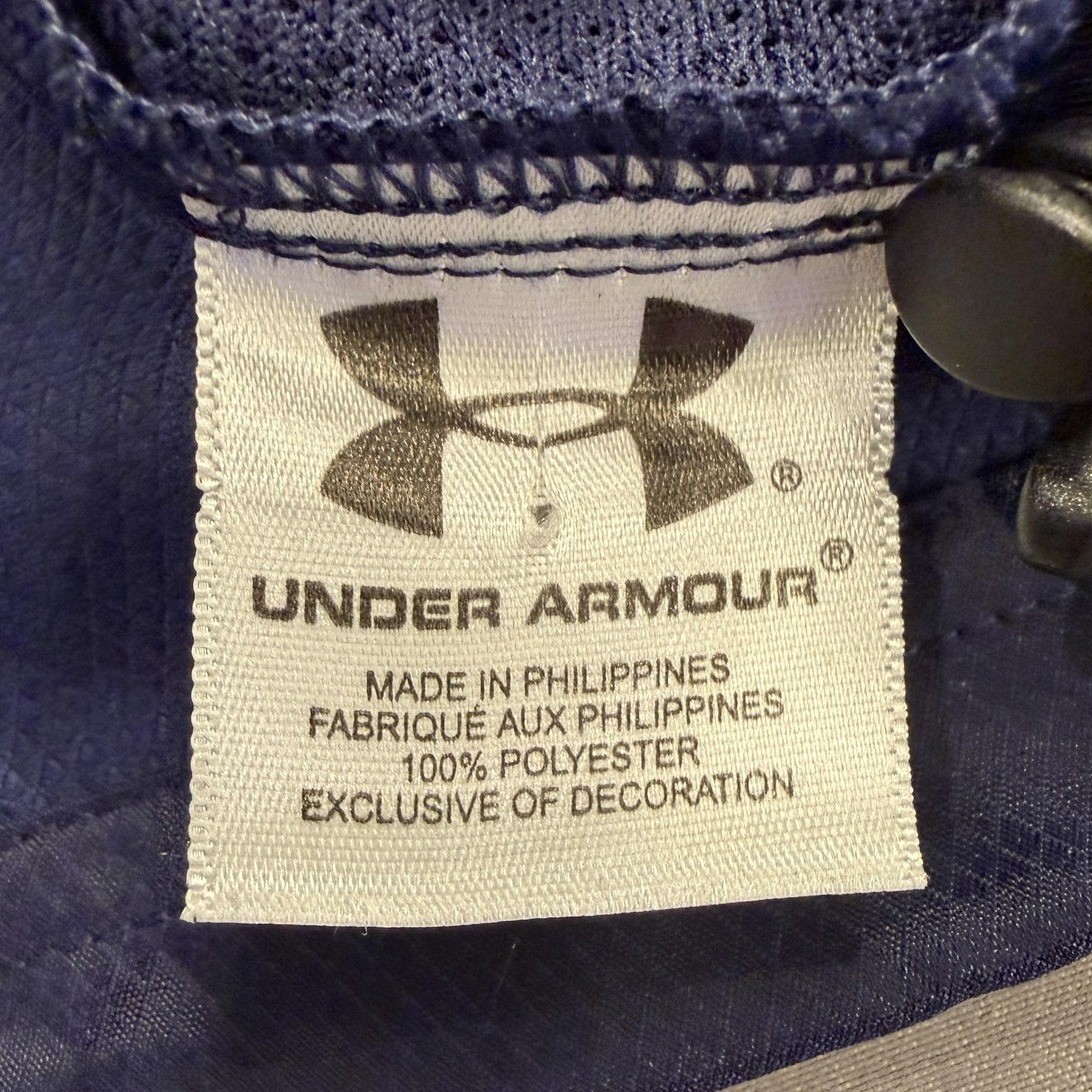 ®
UNDER ARMOUR®
MADE IN PHILIPPINES
FABRIQUÉ AUX PHILIPPINES
100% POLYESTER
EXCLUSIVE OF DECORATION